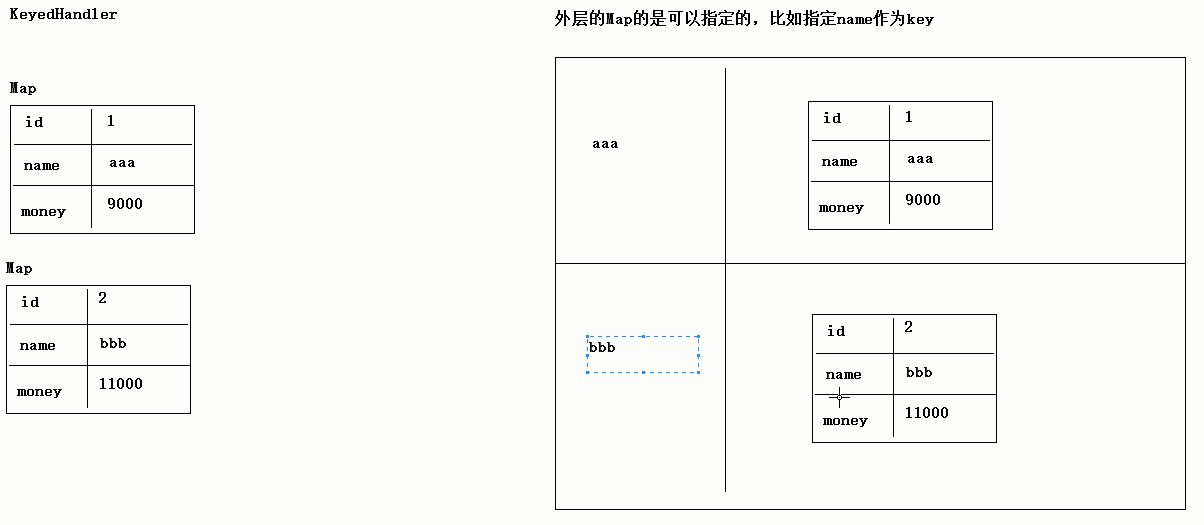 KeyedHandler
外层的Map的是可以指定的，比如指定name作为key
Map
id 1
name aaa
money 9000
Map
id 2
name bbb
money 11000
aaa
id 1
name aaa
money 9000
bbb
id 2
name bbb
money 11000